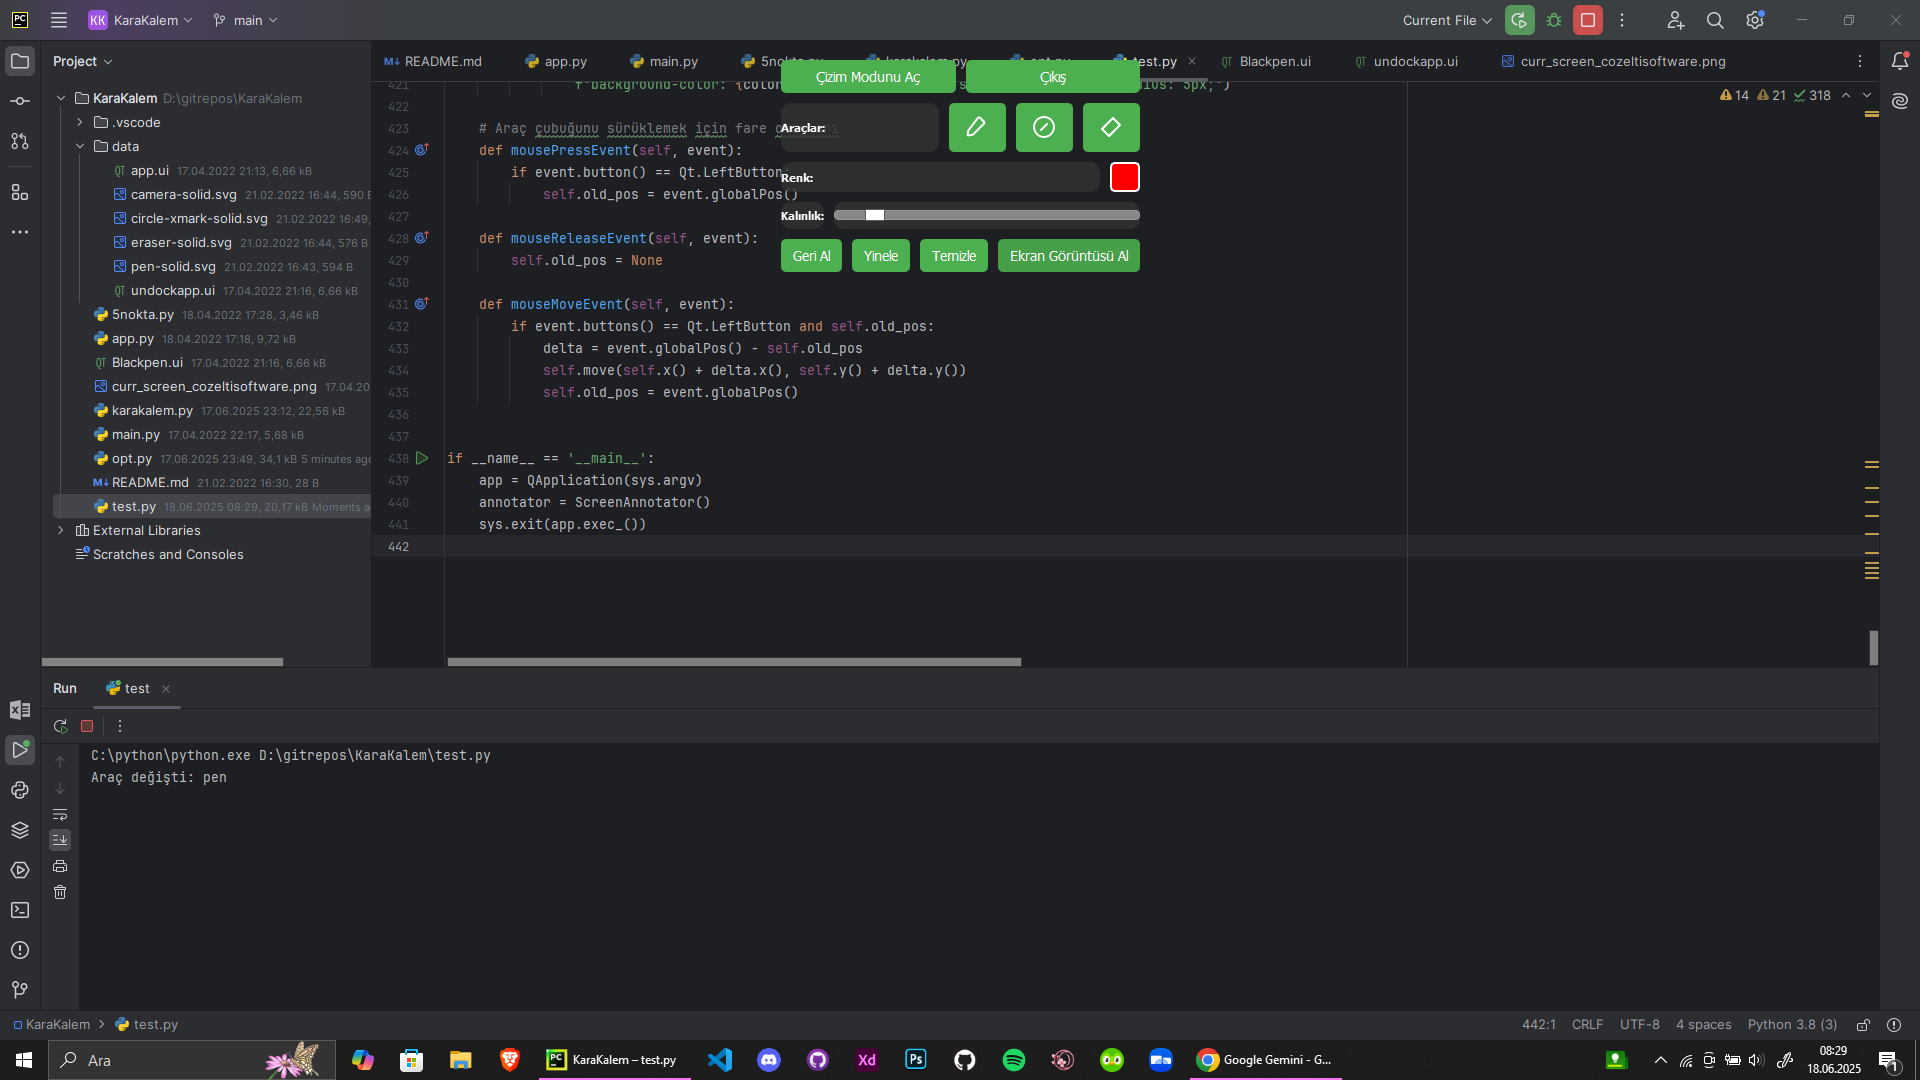 KK KaraKalem main Current File
Project
README.md app.py main.py test.py Blackpen.ui undockapp.ui curr_screen_cozeltisoftware.png
14 21 318
KaraKalem D:\gitrepos\KaraKalem
.vscode
data
app.ui 17.04.2022 21:13, 6,66 kB
camera-solid.svg 21.02.2022 16:44, 590 B
circle-xmark-solid.svg 21.02.2022 16:49,
eraser-solid.svg 21.02.2022 16:44, 576 B
pen-solid.svg 21.02.2022 16:43, 594 B
undockapp.ui 17.04.2022 21:16, 6,66 kB
5nokta.py 18.04.2022 17:28, 3,46 kB
app.py 18.04.2022 17:18, 9,72 kB
Blackpen.ui 17.04.2022 21:16, 6,66 kB
curr_screen_cozeltisoftware.png 17.04.20
karakalem.py 17.06.2025 23:12, 22,56 kB
main.py 17.04.2022 22:17, 5,68 kB
opt.py 17.06.2025 23:49, 34,1 kB 5 minutes ago
README.md 21.02.2022 16:30, 28 B
test.py 18.06.2025 08:29, 20,17 kB Moments a
External Libraries
Scratches and Consoles
421 f"background-color: {color
422
423 # Araç çubuğunu sürüklemek için fare
424 def mousePressEvent(self, event):
425 if event.button() == Qt.LeftButton
426 self.old_pos = event.globalPos()
427
428 def mouseReleaseEvent(self, event):
429 self.old_pos = None
430
431 def mouseMoveEvent(self, event):
432 if event.buttons() == Qt.LeftButton and self.old_pos:
433 delta = event.globalPos() - self.old_pos
434 self.move(self.x() + delta.x(), self.y() + delta.y())
435 self.old_pos = event.globalPos()
436
437
438 if __name__ == '__main__':
439 app = QApplication(sys.argv)
440 annotator = ScreenAnnotator()
441 sys.exit(app.exec_())
442
Çizim Modunu Aç Çıkış
Araçlar:
Renk:
Kalınlık:
Geri Al Yinele Temizle Ekran Görüntüsü Al
Run test
C:\python\python.exe D:\gitrepos\KaraKalem\test.py
Araç değişti: pen
KaraKalem > test.py 442:1 CRLF UTF-8 4 spaces Python 3.8 (3)
Ara KaraKalem – test.py Xd Ps Google Gemini - G...
08:29
18.06.2025
1